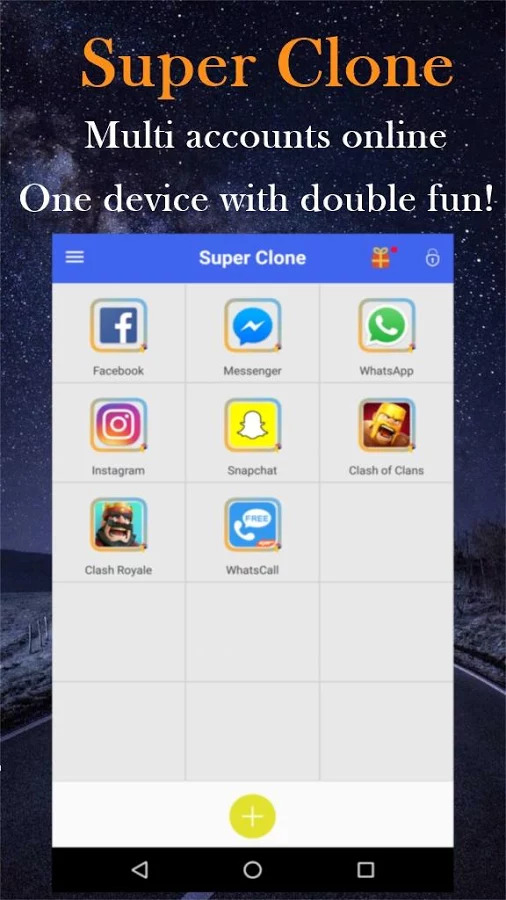 Super Clone
Multi accounts online
One device with double fun!
Super Clone
Facebook
Messenger
WhatsApp
Instagram
Snapchat
Clash of Clans
FREE
Clash Royale
WhatsCall